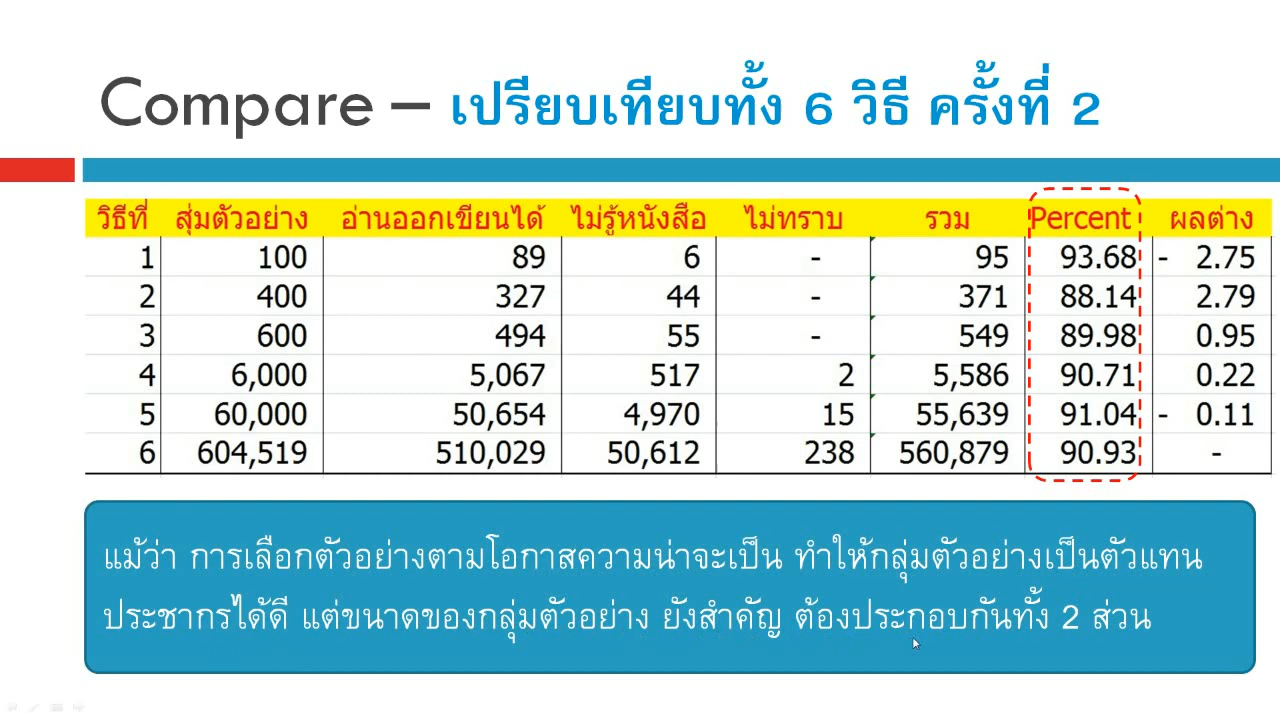 Compare – เปรียบเทียบทั้ง 6 วิธี ครั้งที่ 2
วิธีที่ สุ่มตัวอย่าง อ่านออกเขียนได้ ไม่รู้หนังสือ ไม่ทราบ รวม Percent ผลต่าง
1 100 89 6 - 95 93.68 - 2.75
2 400 327 44 - 371 88.14 2.79
3 600 494 55 - 549 89.98 0.95
4 6,000 5,067 517 2 5,586 90.71 0.22
5 60,000 50,654 4,970 15 55,639 91.04 - 0.11
6 604,519 510,029 50,612 238 560,879 90.93 -
แม้ว่า การเลือกตัวอย่างตามโอกาสความน่าจะเป็น ทำให้กลุ่มตัวอย่างเป็นตัวแทน
ประชากรได้ดี แต่ขนาดของกลุ่มตัวอย่าง ยังสำคัญ ต้องประกอบกันทั้ง 2 ส่วน